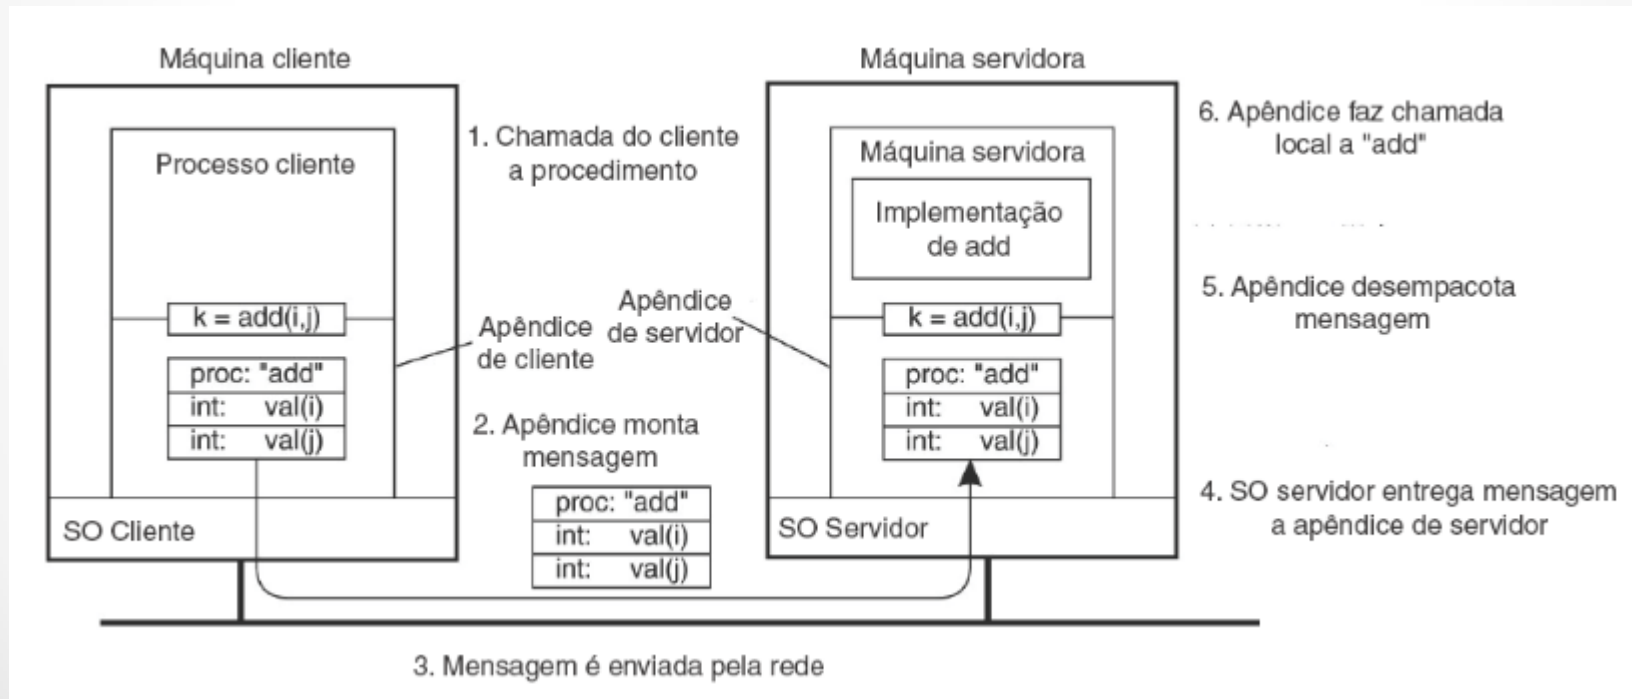 Máquina cliente
Processo cliente
k = add(i,j)
proc: "add"
int: val(i)
int: val(j)
SO Cliente
1. Chamada do cliente
a procedimento
Apêndice
de cliente
2. Apêndice monta
mensagem
proc: "add"
int: val(i)
int: val(j)
3. Mensagem é enviada pela rede
Máquina servidora
Máquina servidora
Implementação
de add
Apêndice
de servidor
k = add(i,j)
proc: "add"
int: val(i)
int: val(j)
SO Servidor
6. Apêndice faz chamada
local a "add"
5. Apêndice desempacota
mensagem
4. SO servidor entrega mensagem
a apêndice de servidor